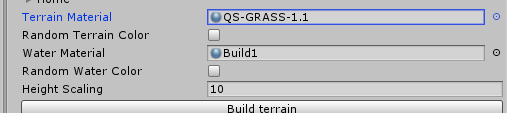 Home
Terrain Material QS-GRASS-1.1
Random Terrain Color
Water Material Build1
Random Water Color
Height Scaling 10
Build terrain